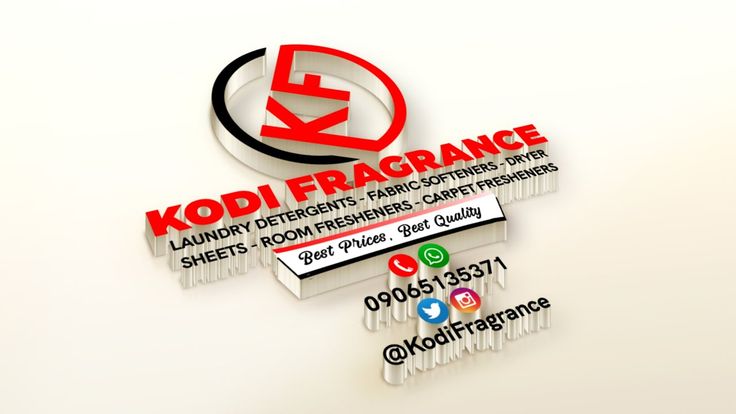 KF
KODI FRAGRANCE
LAUNDRY DETERGENTS - FABRIC SOFTENERS - DRYER
SHEETS - ROOM FRESHENERS - CARPET FRESHENERS
Best Prices, Best Quality
09065135371
@KodiFragrance